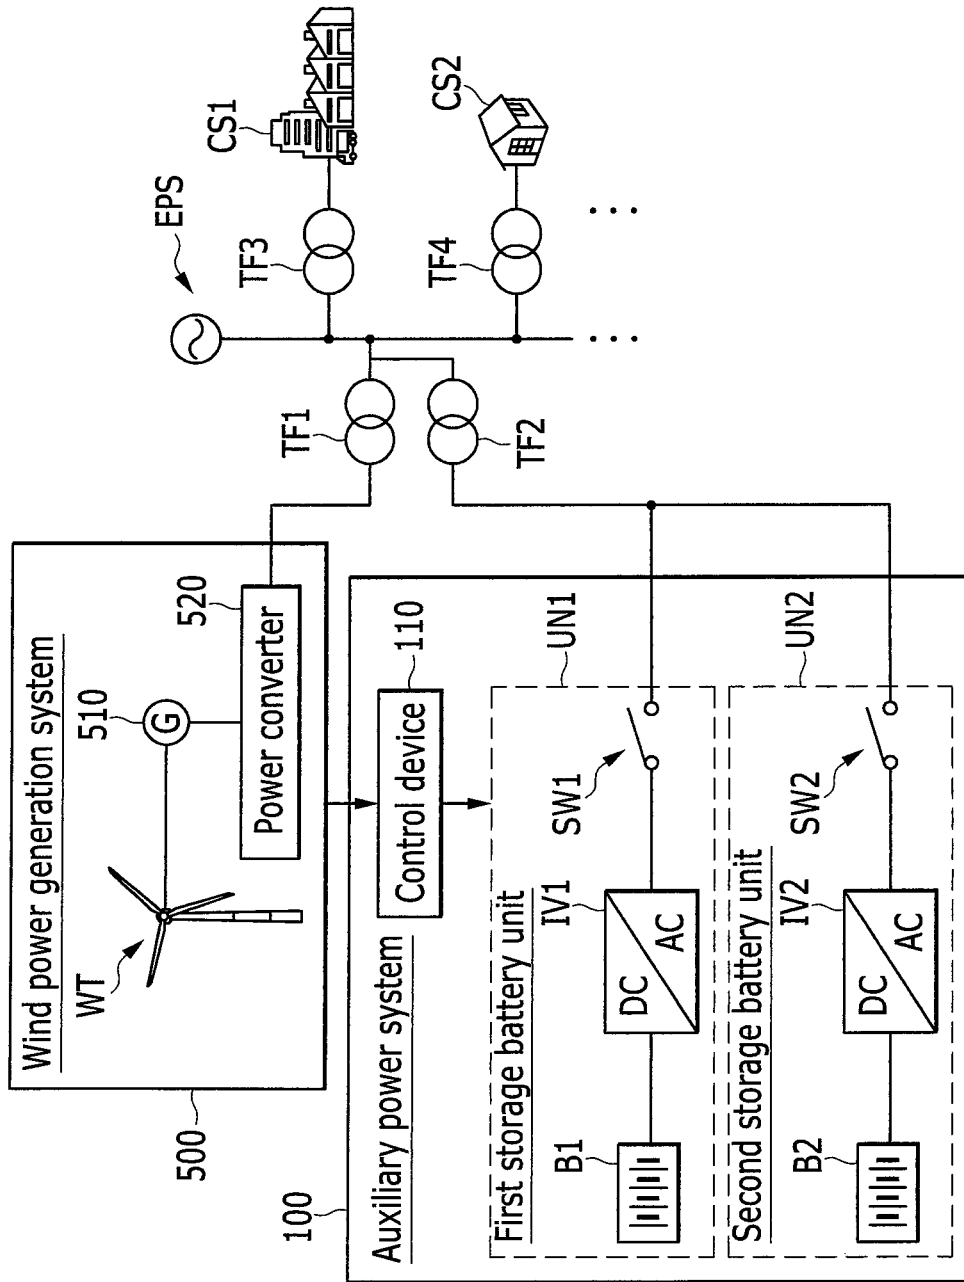 Wind power generation system
500
WT
510
G
520
Power converter
EPS
TF1
TF2
TF3
CS1
TF4
CS2
. . .
. . .
100
Auxiliary power system
110
Control device
First storage battery unit
UN1
B1
IV1
DC
AC
SW1
Second storage battery unit
UN2
B2
IV2
DC
AC
SW2